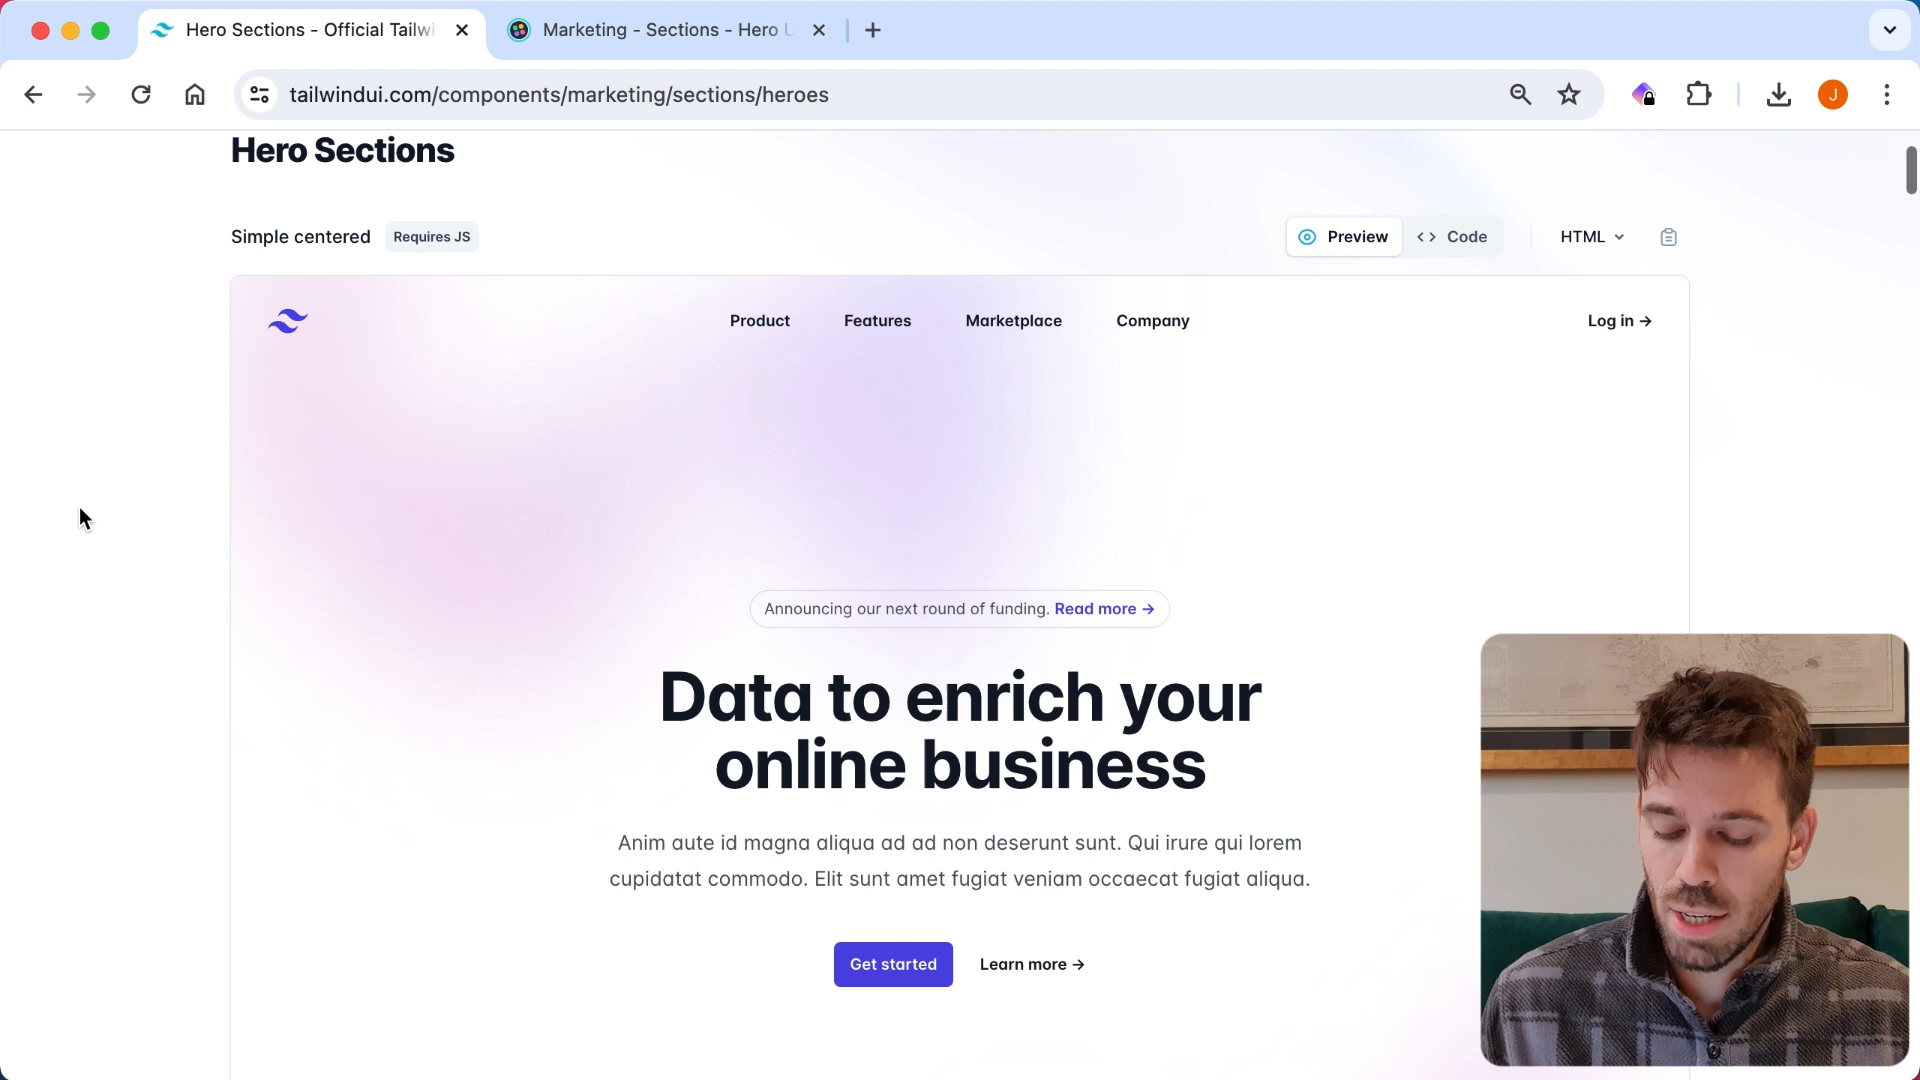 Hero Sections - Official Tailwi
Marketing - Sections - Hero U
tailwindui.com/components/marketing/sections/heroes
J
Hero Sections
Simple centered
Requires JS
Preview
Code
HTML
Product
Features
Marketplace
Company
Log in →
Announcing our next round of funding. Read more →
Data to enrich your
online business
Anim aute id magna aliqua ad ad non deserunt sunt. Qui irure qui lorem
cupidatat commodo. Elit sunt amet fugiat veniam occaecat fugiat aliqua.
Get started
Learn more →